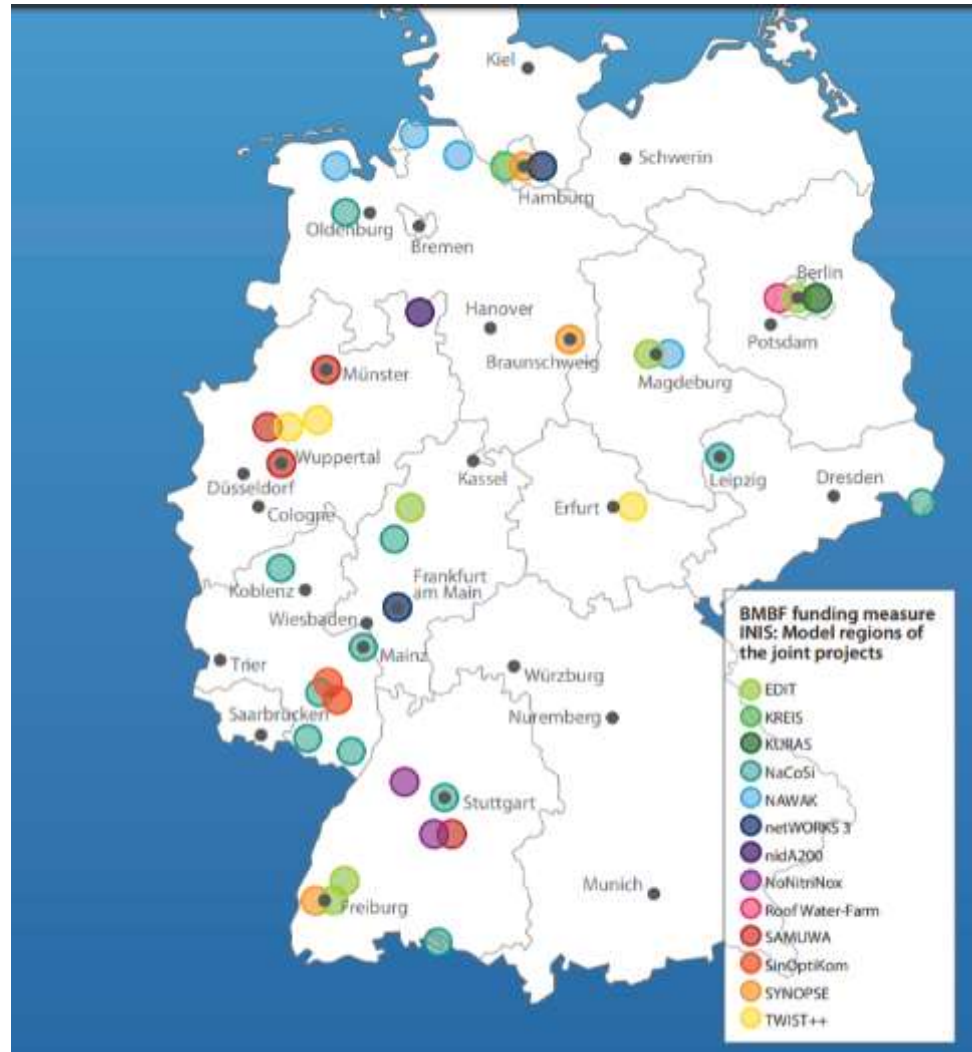 Kiel
Schwerin
Hamburg
Oldenburg
Bremen
Berlin
Hanover
Potsdam
Braunschweig
Magdeburg
Münster
Wuppertal
Kassel
Leipzig
Dresden
Düsseldorf
Cologne
Erfurt
Frankfurt
am Main
Koblenz
Wiesbaden
Mainz
Trier
Würzburg
Saarbrücken
Nuremberg
Stuttgart
Munich
Freiburg
BMBF funding measure
INIS: Model regions of
the joint projects
EDIT
KREIS
KURAS
NaCoSi
NAWAK
netWORKS 3
nidA200
NoNitriNox
Roof Water-Farm
SAMUWA
SinOptiKom
SYNOPSE
TWIST++